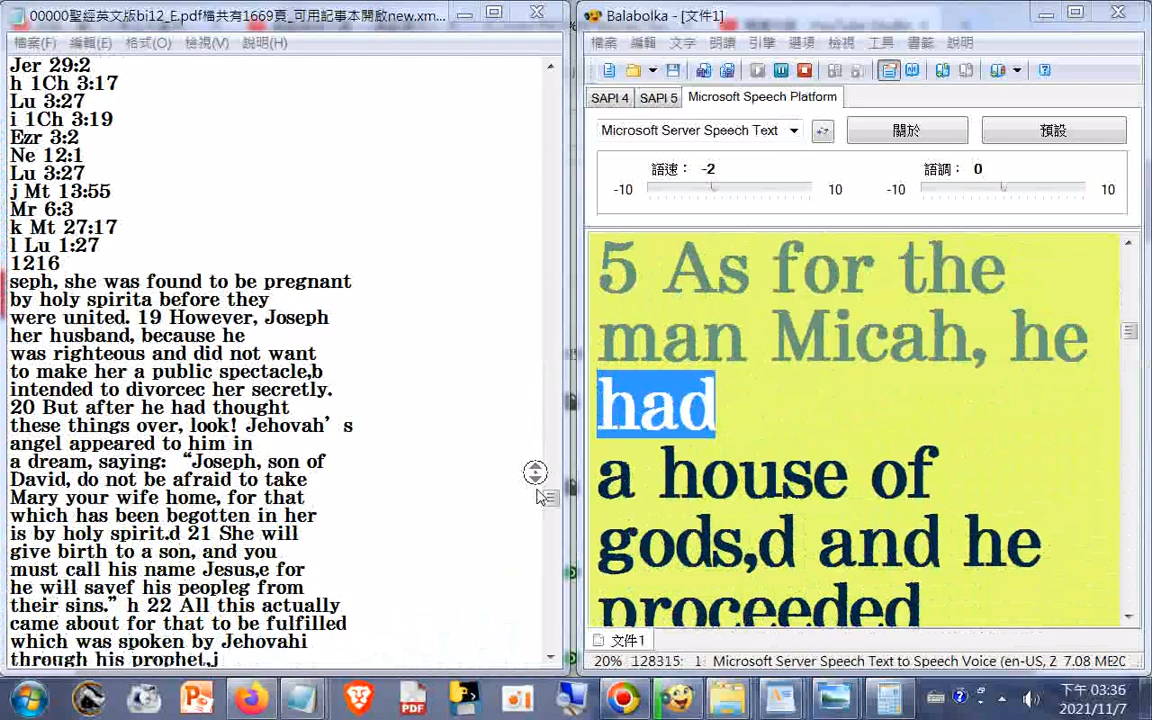 00000聖經英文版bi12_E.pdf檔共有1669頁_可用記事本開啟new.xm...
檔案(F) 編輯(E) 格式(O) 檢視(V) 說明(H)
Jer 29:2
h 1Ch 3:17
Lu 3:27
i 1Ch 3:19
Ezr 3:2
Ne 12:1
Lu 3:27
j Mt 13:55
Mr 6:3
k Mt 27:17
l Lu 1:27
1216
seph, she was found to be pregnant
by holy spirita before they
were united. 19 However, Joseph
her husband, because he
was righteous and did not want
to make her a public spectacle,b
intended to divorcec her secretly.
20 But after he had thought
these things over, look! Jehovah’s
angel appeared to him in
a dream, saying: “Joseph, son of
David, do not be afraid to take
Mary your wife home, for that
which has been begotten in her
is by holy spirit.d 21 She will
give birth to a son, and you
must call his name Jesus,e for
he will savef his peopleg from
their sins.” h 22 All this actually
came about for that to be fulfilled
which was spoken by Jehovahi
through his prophet,j
Balabolka - [文件1]
檔案 編輯 文字 朗讀 引擎 選項 檢視 工具 書籤 說明
SAPI 4 SAPI 5 Microsoft Speech Platform
Microsoft Server Speech Text 關於 預設
語速： -2 語調： 0
-10 10 -10 10
5 As for the
man Micah, he
had
a house of
gods,d and he
proceeded
文件1
20% 128315: 1 Microsoft Server Speech Text to Speech Voice (en-US, Z 7.08 ME20
PDF
下午 03:36
2021/11/7